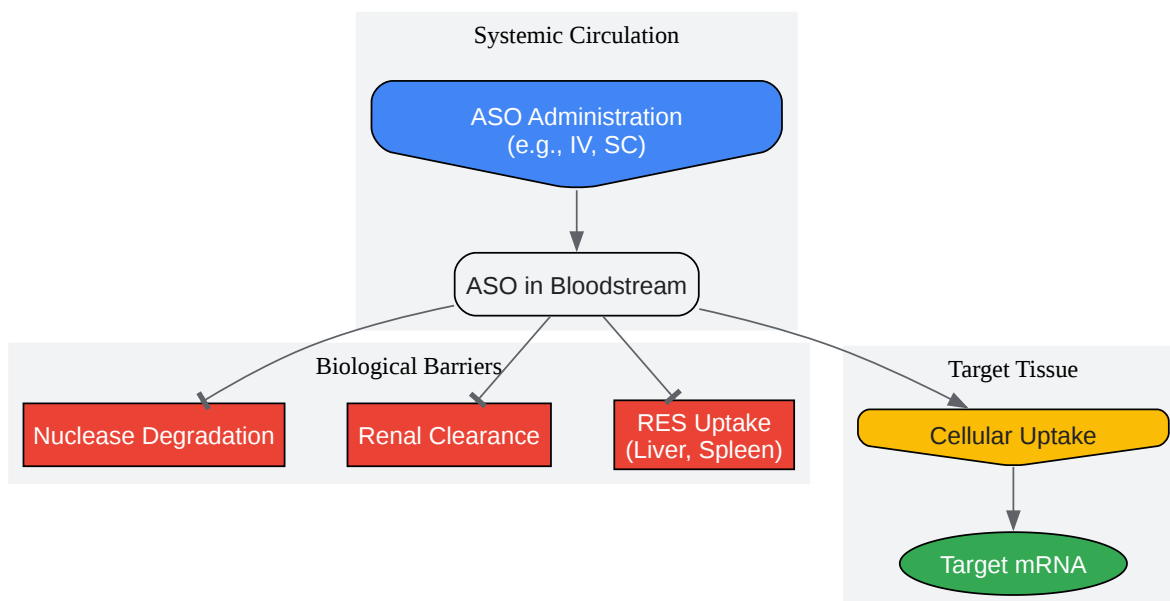 Systemic Circulation
ASO Administration
(e.g., IV, SC)
ASO in Bloodstream
Biological Barriers
Nuclease Degradation
Renal Clearance
RES Uptake
(Liver, Spleen)
Target Tissue
Cellular Uptake
Target mRNA